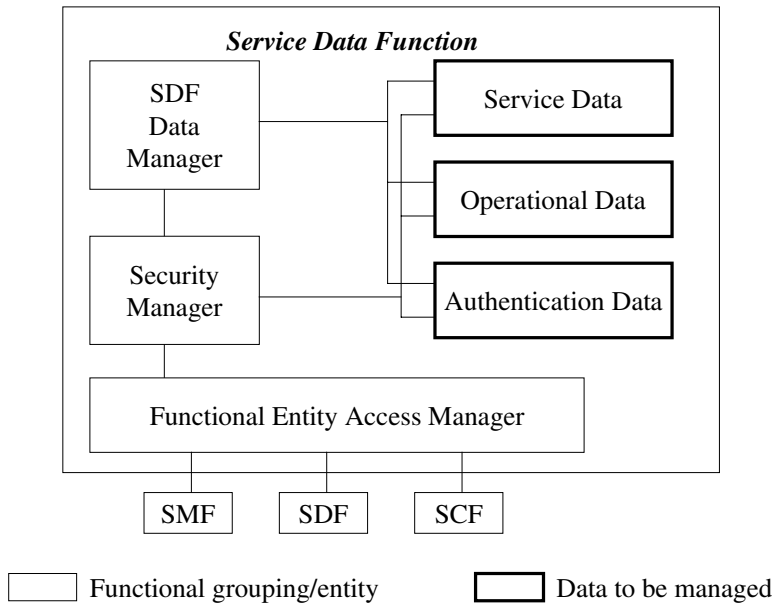 Service Data Function
SDF
Data
Manager
Service Data
Operational Data
Security
Manager
Authentication Data
Functional Entity Access Manager
SMF
SDF
SCF
Functional grouping/entity
Data to be managed